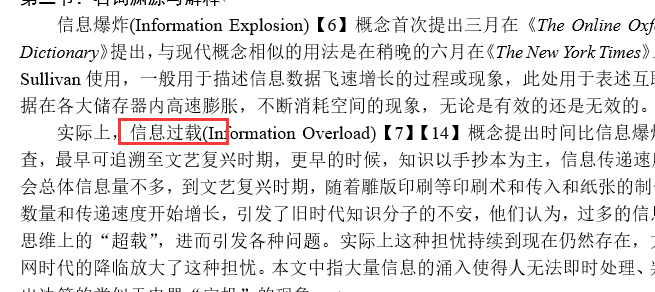 信息爆炸(Information Explosion)【6】概念首次提出三月在《The Online Oxf
Dictionary》提出，与现代概念相似的用法是在稍晚的六月在《The New York Times》
Sullivan 使用，一般用于描述信息数据飞速增长的过程或现象，此处用于表述互
据在各大储存器内高速膨胀，不断消耗空间的现象，无论是有效的还是无效的。
实际上，信息过载(Information Overload)【7】【14】概念提出时间比信息爆
查，最早可追溯至文艺复兴时期，更早的时候，知识以手抄本为主，信息传递速
会总体信息量不多，到文艺复兴时期，随着雕版印刷等印刷术和传入和纸张的制
数量和传递速度开始增长，引发了旧时代知识分子的不安，他们认为，过多的信
思维上的“超载”，进而引发各种问题。实际上这种担忧持续到现在仍然存在，
网时代的降临放大了这种担忧。本文中指大量信息的涌入使得人无法即时处理、